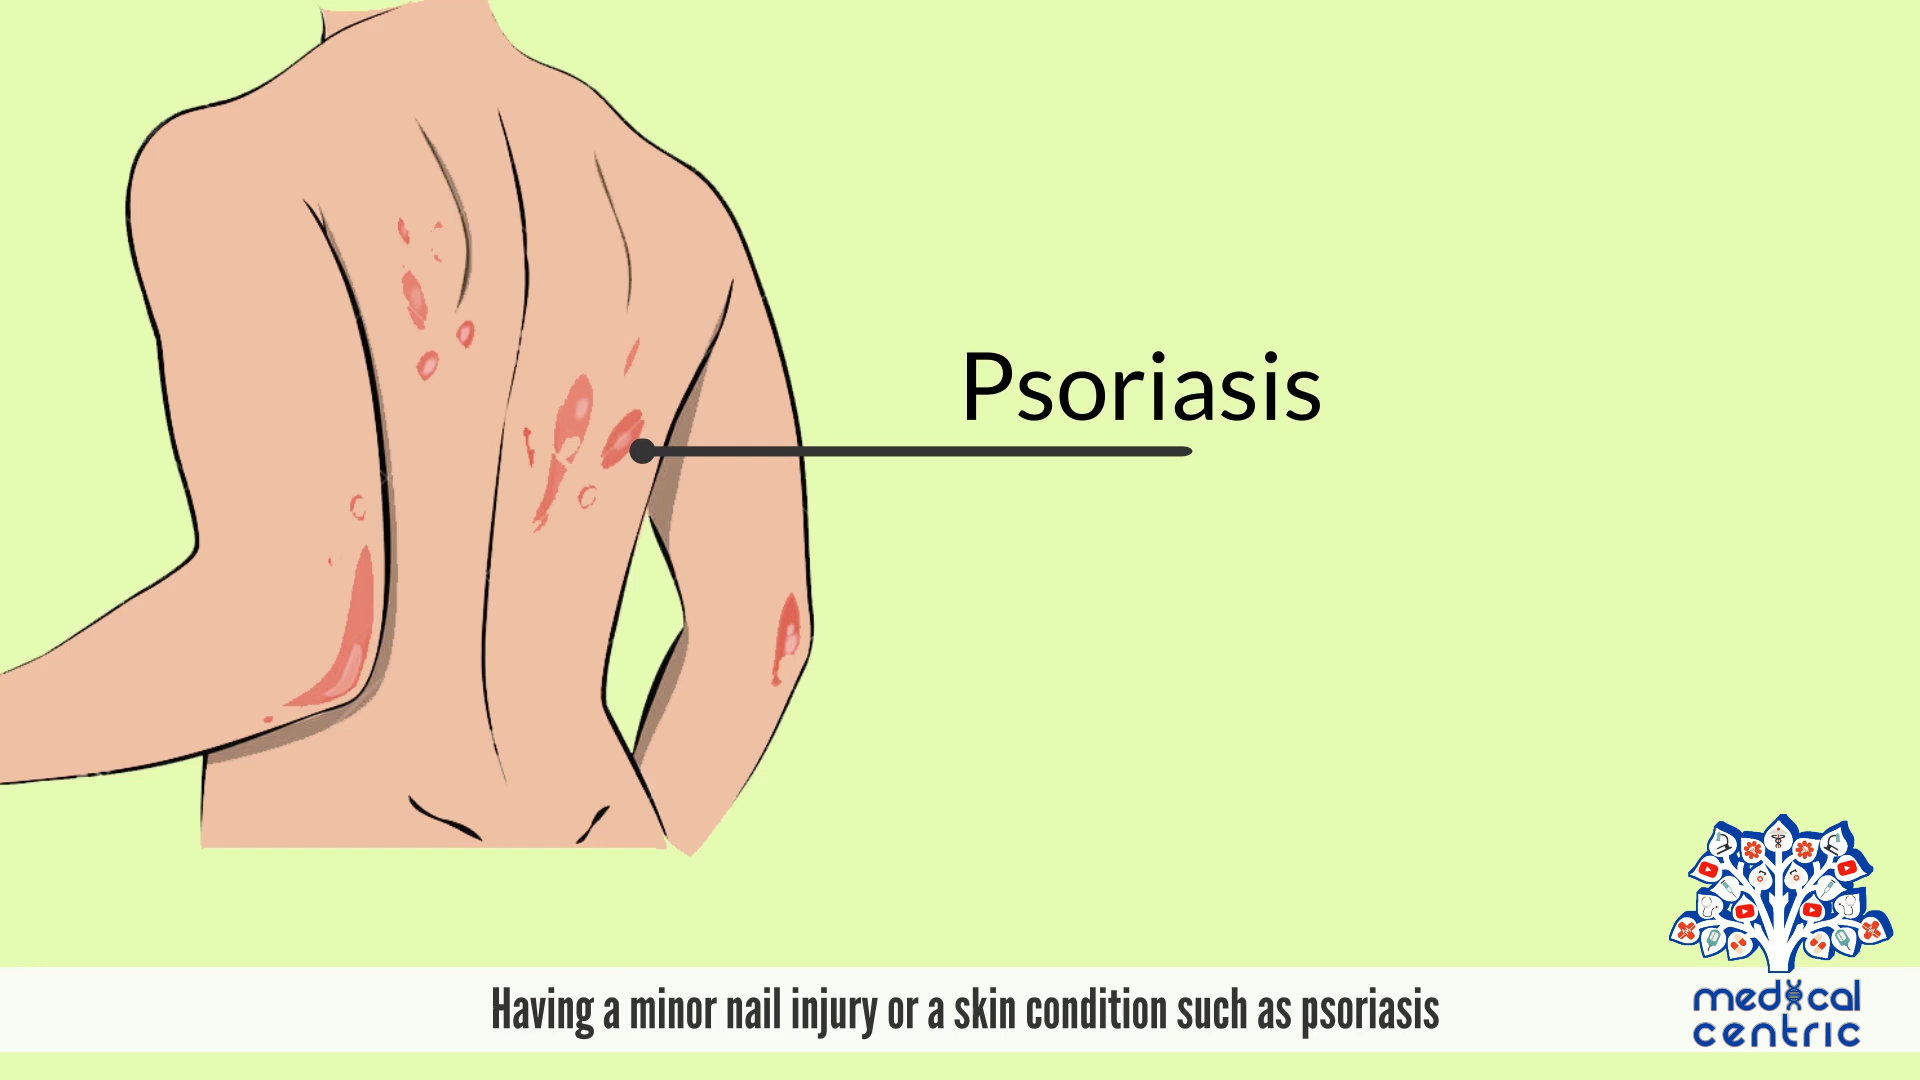 Psoriasis
Having a minor nail injury or a skin condition such as psoriasis
medical
centric